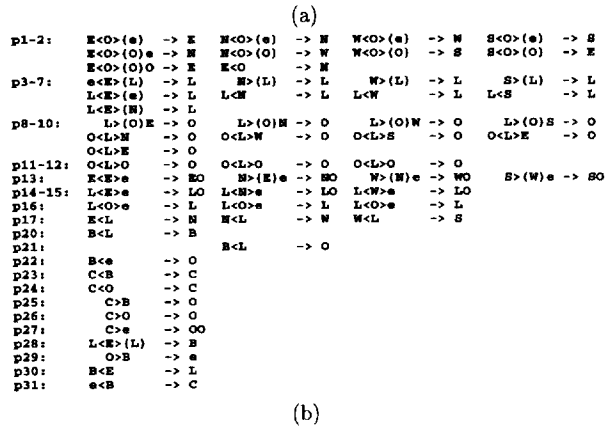 (a)
p1-2: E<O>(e) -> E N<O>(e) -> N W<O>(e) -> W S<O>(e) -> S
E<O>(O)e -> N N<O>(O) -> W W<O>(O) -> S S<O>(O) -> E
E<O>(O)O -> E E<O -> N
p3-7: e<E>(L) -> L N>(L) -> L W>(L) -> L S>(L) -> L
L<E>(e) -> L L<N -> L L<W -> L L<S -> L
L<E>(N) -> L
p8-10: L>(O)E -> O L>(O)N -> O L>(O)W -> O L>(O)S -> O
O<L>N -> O O<L>W -> O O<L>S -> O O<L>E -> O
O<L>E -> O
p11-12: O<L>O -> O O<L>O -> O O<L>O -> O
p13: E<E>e -> EO N>(E)e -> NO W>(N)e -> WO S>(W)e -> SO
p14-15: L<E>e -> LO L<N>e -> LO L<W>e -> LO
p16: L<O>e -> L L<O>e -> L L<O>e -> L
p17: E<L -> N N<L -> W W<L -> S
p20: B<L -> B
p21: B<L -> O
p22: B<e -> O
p23: C<B -> C
p24: C<O -> C
p25: C>B -> O
p26: C>O -> O
p27: C>e -> OO
p28: L<E>(L) -> B
p29: O>B -> e
p30: B<E -> L
p31: e<B -> C
(b)